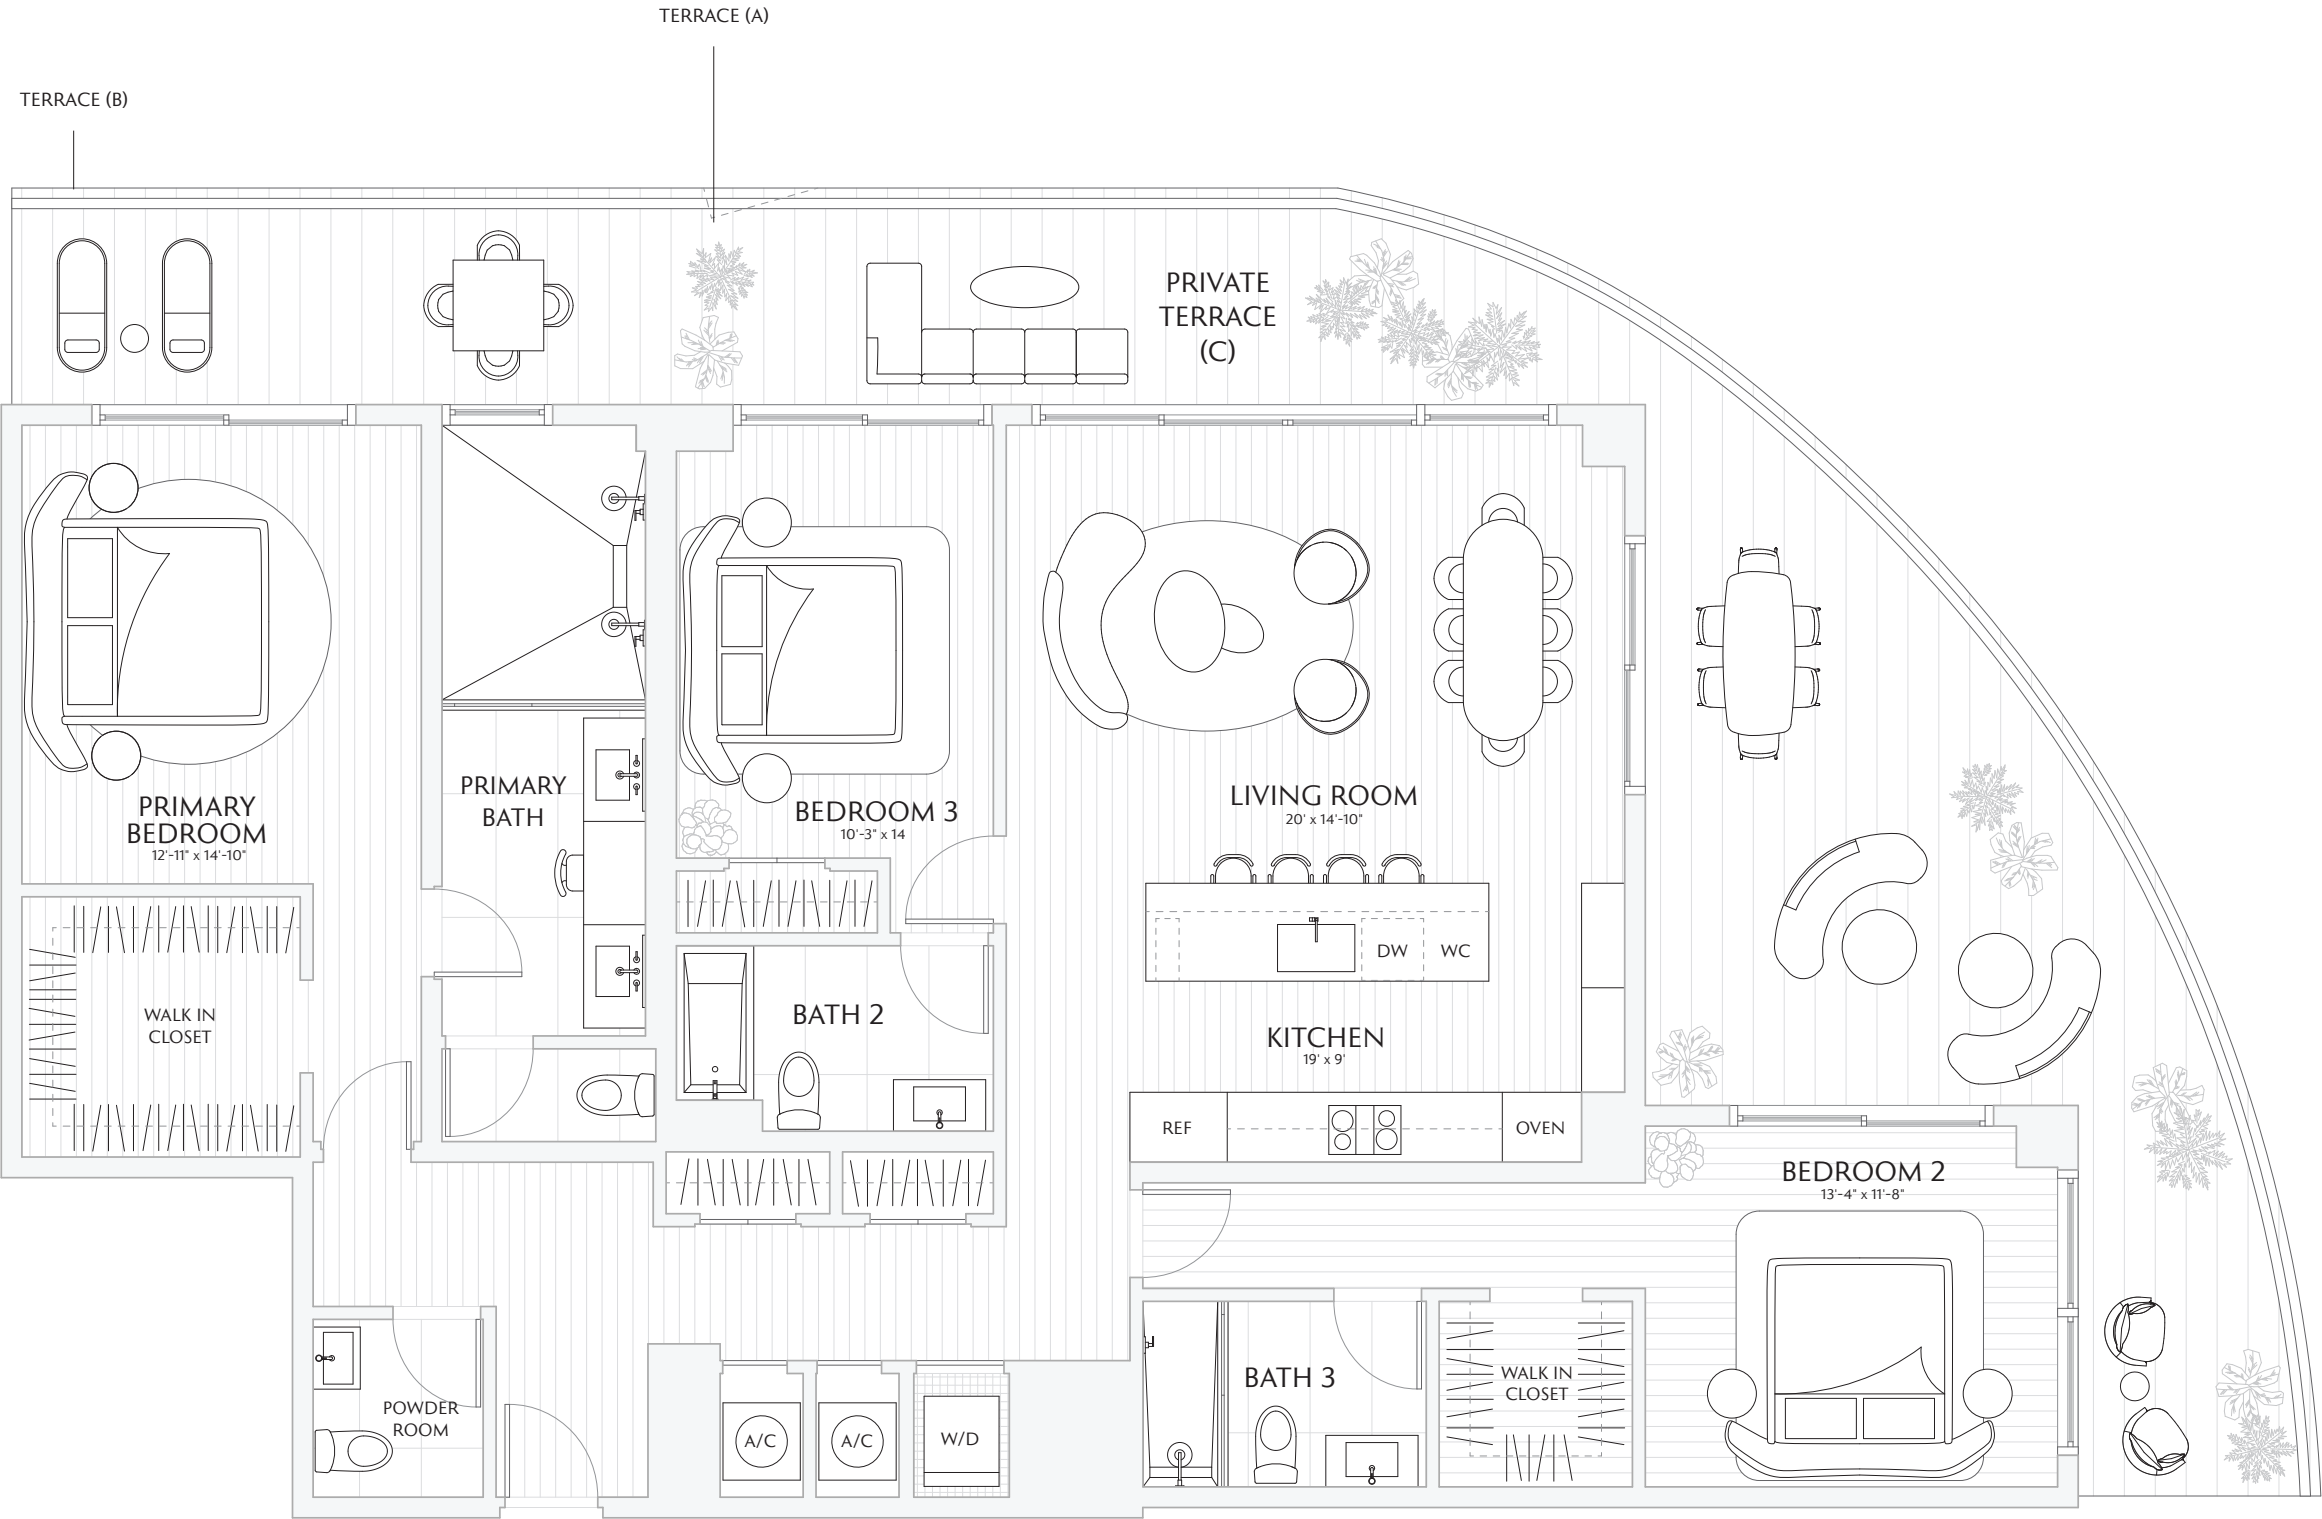 TERRACE (A)
TERRACE (B)
PRIVATE
TERRACE
(C)
PRIMARY
BATH
PRIMARY
BEDROOM
12'-11" x 14'-10"
BEDROOM 3
10'-3" x 14
LIVING ROOM
20' x 14'-10"
DW
WC
WALK IN
CLOSET
BATH 2
KITCHEN
19' x 9'
REF
OVEN
BEDROOM 2
13'-4" x 11'-8"
BATH 3
WALK IN
CLOSET
POWDER
ROOM
A/C
A/C
W/D